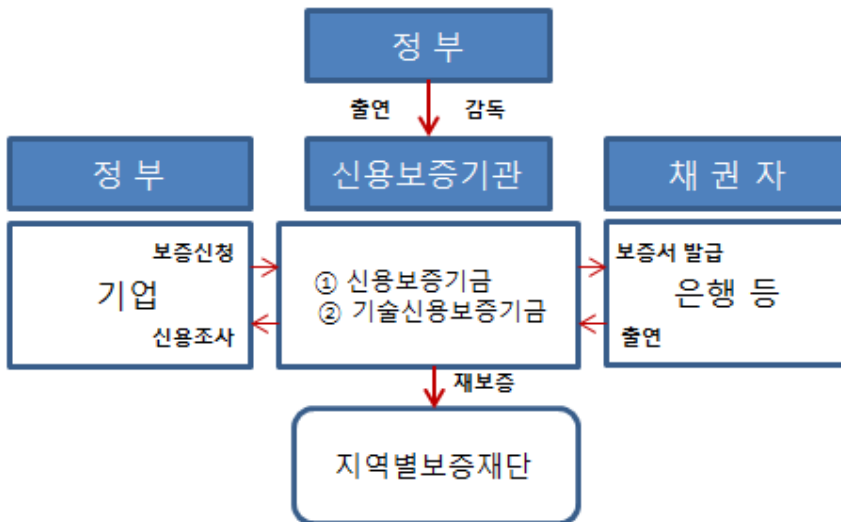 정 부
출연 감독
정 부
신용보증기관
채 권 자
보증신청
기업
신용조사
① 신용보증기금
② 기술신용보증기금
보증서 발급
은행 등
출연
재보증
지역별보증재단